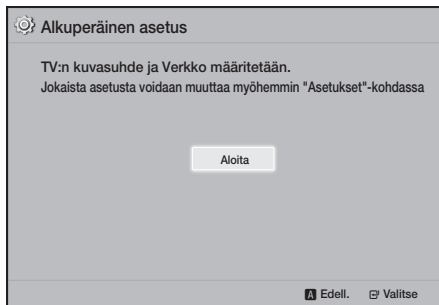 Alkuperäinen asetus
TV:n kuvasuhde ja Verkko määritetään.
Jokaista asetusta voidaan muuttaa myöhemmin "Asetukset"-kohdassa
Aloita
A Edell. Valitse